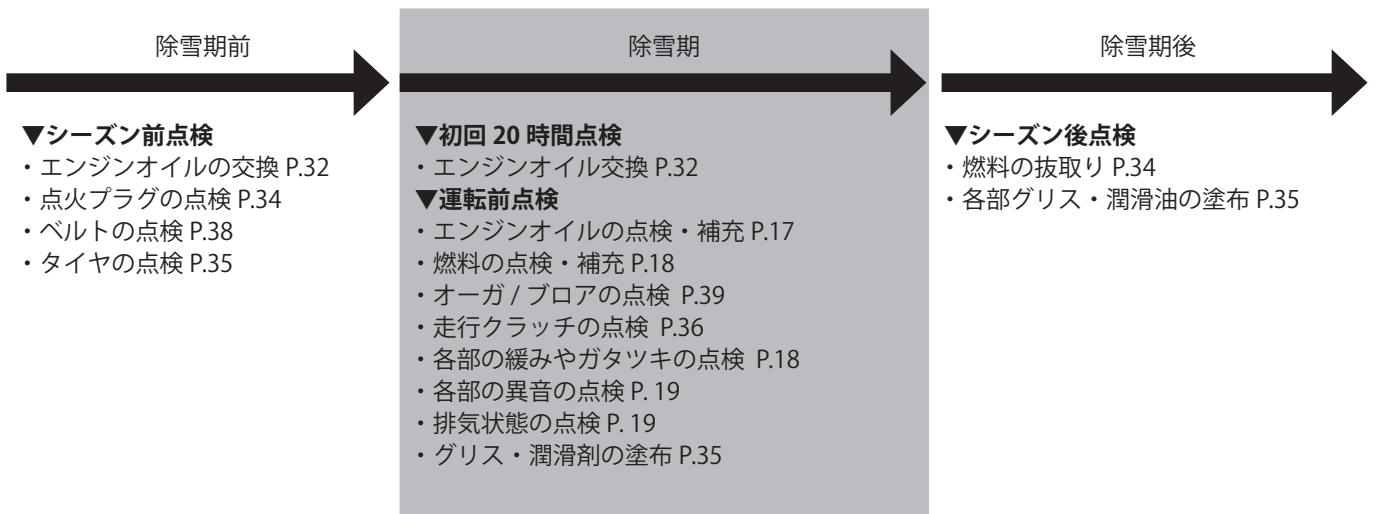 除雪期前
▼シーズン前点検
・エンジンオイルの交換 P.32
・点火プラグの点検 P.34
・ベルトの点検 P.38
・タイヤの点検 P.35
除雪期
▼初回 20 時間点検
・エンジンオイル交換 P.32
▼運転前点検
・エンジンオイルの点検・補充 P.17
・燃料の点検・補充 P.18
・オーガ / ブロアの点検 P.39
・走行クラッチの点検 P.36
・各部の緩みやガタツキの点検 P.18
・各部の異音の点検 P. 19
・排気状態の点検 P. 19
・グリス・潤滑剤の塗布 P.35
除雪期後
▼シーズン後点検
・燃料の抜取り P.34
・各部グリス・潤滑油の塗布 P.35